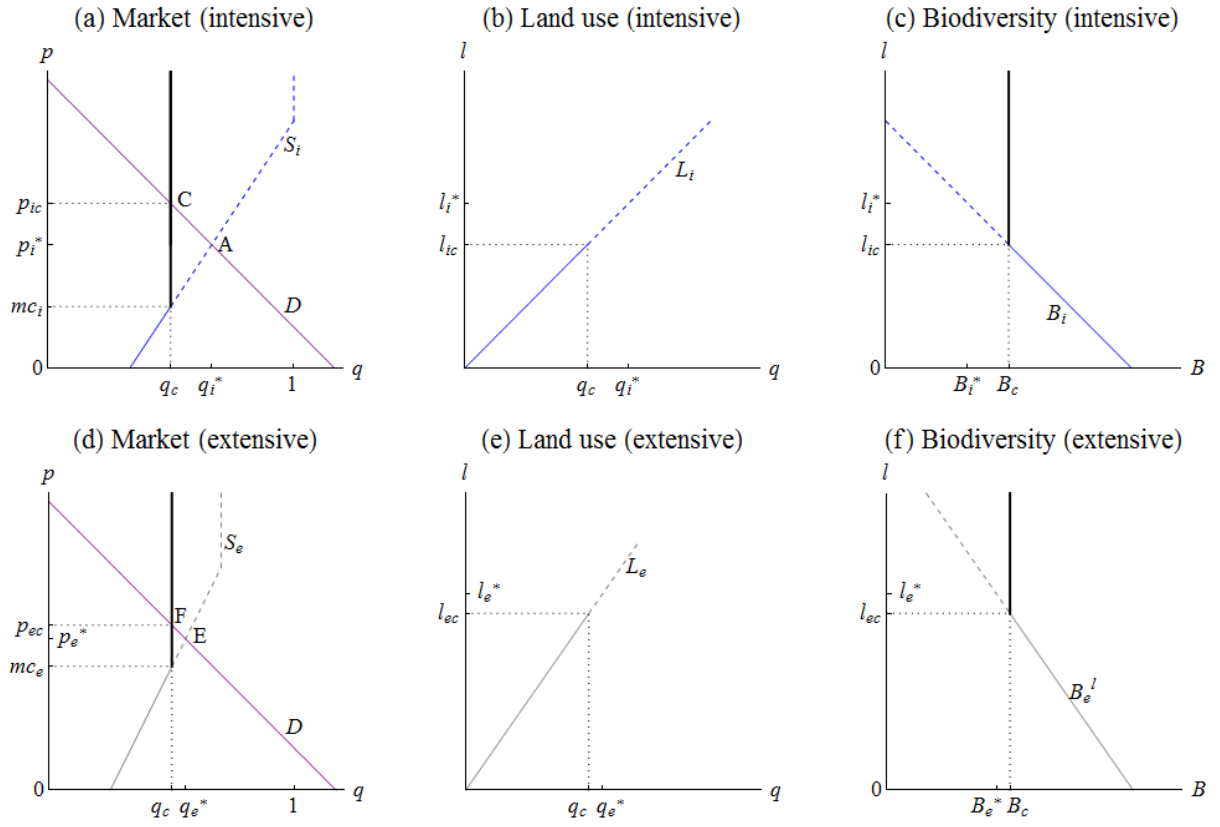 (a) Market (intensive)
p
S_i
p_ic
C
p_i*
A
mc_i
D
0
q_c
q_i*
1
q
(b) Land use (intensive)
l
L_i
l_i*
l_ic
0
q_c
q_i*
q
(c) Biodiversity (intensive)
l
l_i*
l_ic
B_i
0
B_i*
B_c
B
(d) Market (extensive)
p
S_e
F
p_ec
p_e*
E
mc_e
D
0
q_c
q_e*
1
q
(e) Land use (extensive)
l
L_e
l_e*
l_ec
0
q_c
q_e*
q
(f) Biodiversity (extensive)
l
l_e*
l_ec
B_e^l
0
B_e*
B_c
B